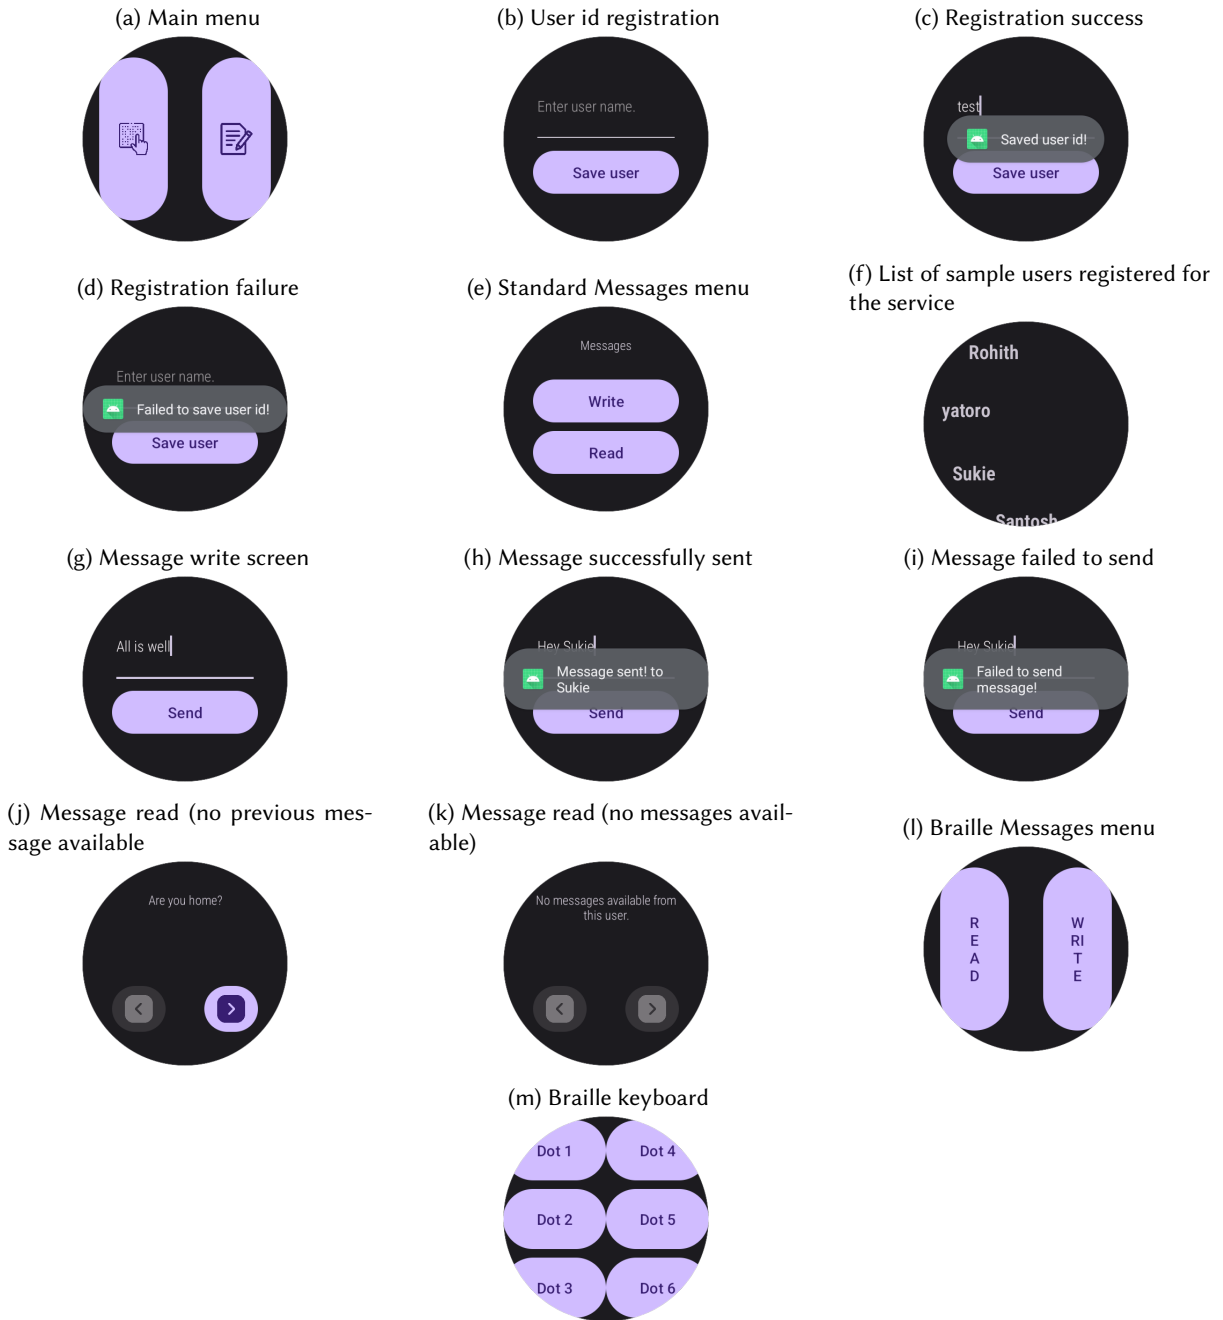 (a) Main menu
(b) User id registration
(c) Registration success
Enter user name.
Save user
test
Saved user id!
Save user
(d) Registration failure
(e) Standard Messages menu
(f) List of sample users registered for
the service
Enter user name.
Failed to save user id!
Save user
Messages
Write
Read
Rohith
yatoro
Sukie
Santosh
(g) Message write screen
(h) Message successfully sent
(i) Message failed to send
All is well
Send
Hey Sukie
Message sent! to
Sukie
Send
Hey Sukie
Failed to send
message!
Send
(j) Message read (no previous mes-
sage available
(k) Message read (no messages avail-
able)
(l) Braille Messages menu
Are you home?
No messages available from
this user.
R
E
A
D
W
RI
T
E
(m) Braille keyboard
Dot 1
Dot 4
Dot 2
Dot 5
Dot 3
Dot 6